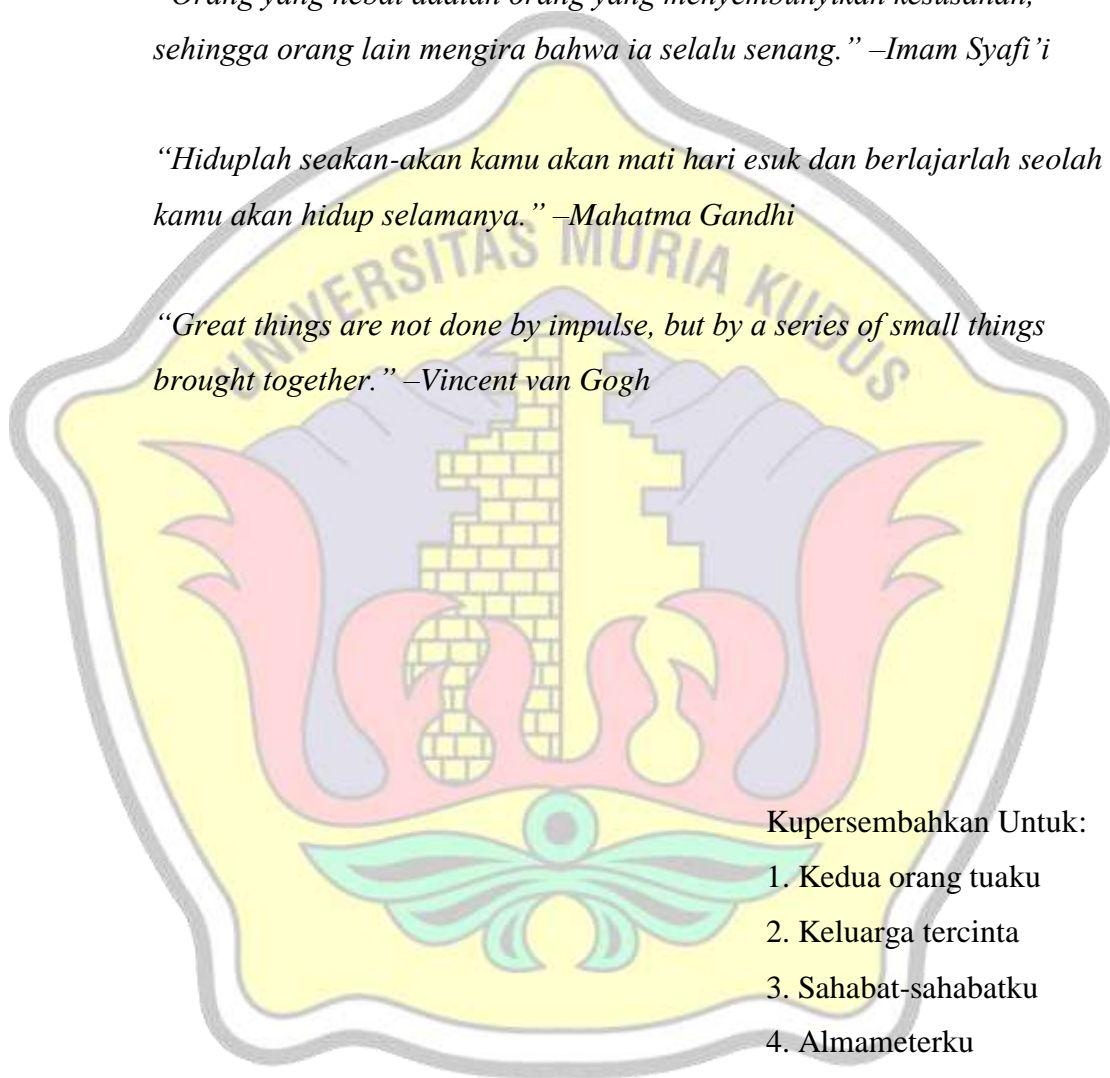 “Orang yang hebat adalah orang yang menyembunyikan kesusahan,
sehingga orang lain mengira bahwa ia selalu senang.” –Imam Syafi’i
“Hiduplah seakan-akan kamu akan mati hari esuk dan berlajarlah seolah
kamu akan hidup selamanya.” –Mahatma Gandhi
UNIVERSITAS MURIA KUDUS
“Great things are not done by impulse, but by a series of small things
brought together.” –Vincent van Gogh
Kupersembahkan Untuk:
1. Kedua orang tuaku
2. Keluarga tercinta
3. Sahabat-sahabatku
4. Almameterku